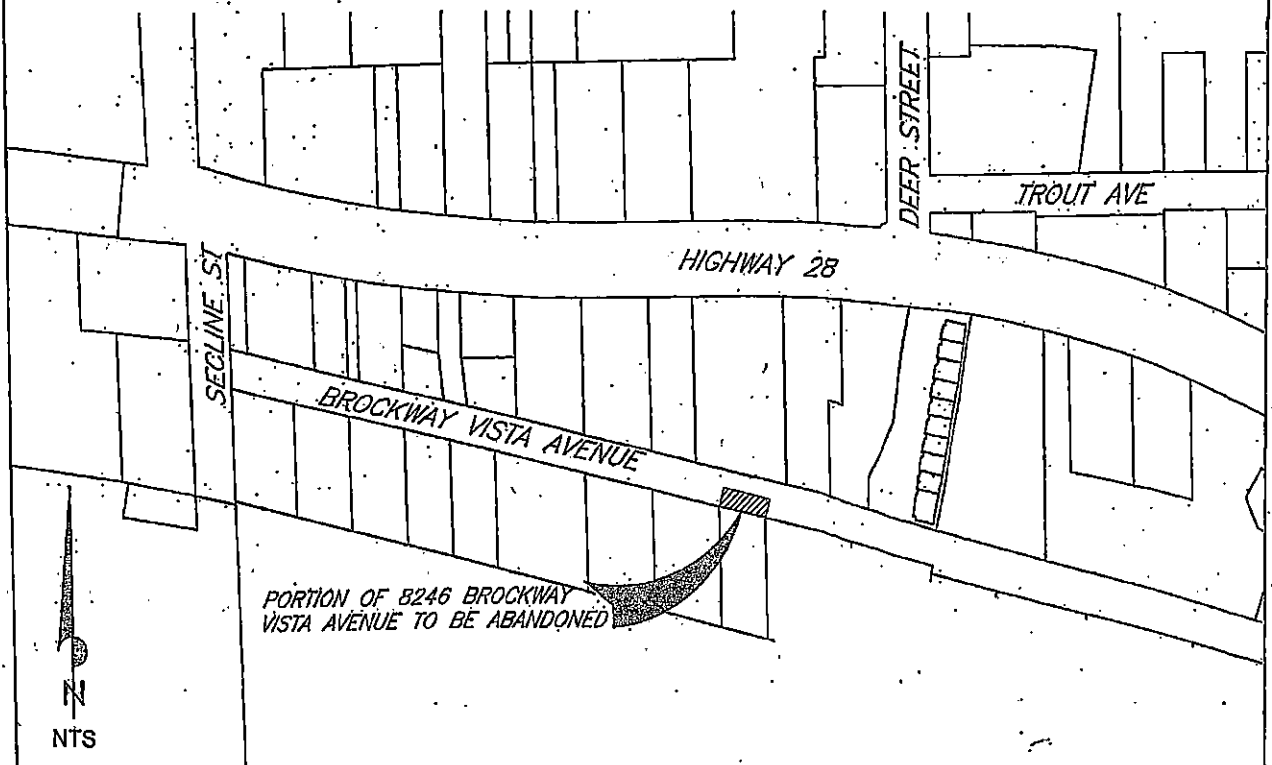 DEER STREET
TROUT AVE
HIGHWAY 28
SECLINE ST
BROCKWAY VISTA AVENUE
PORTION OF 8246 BROCKWAY
VISTA AVENUE TO BE ABANDONED
N
NTS